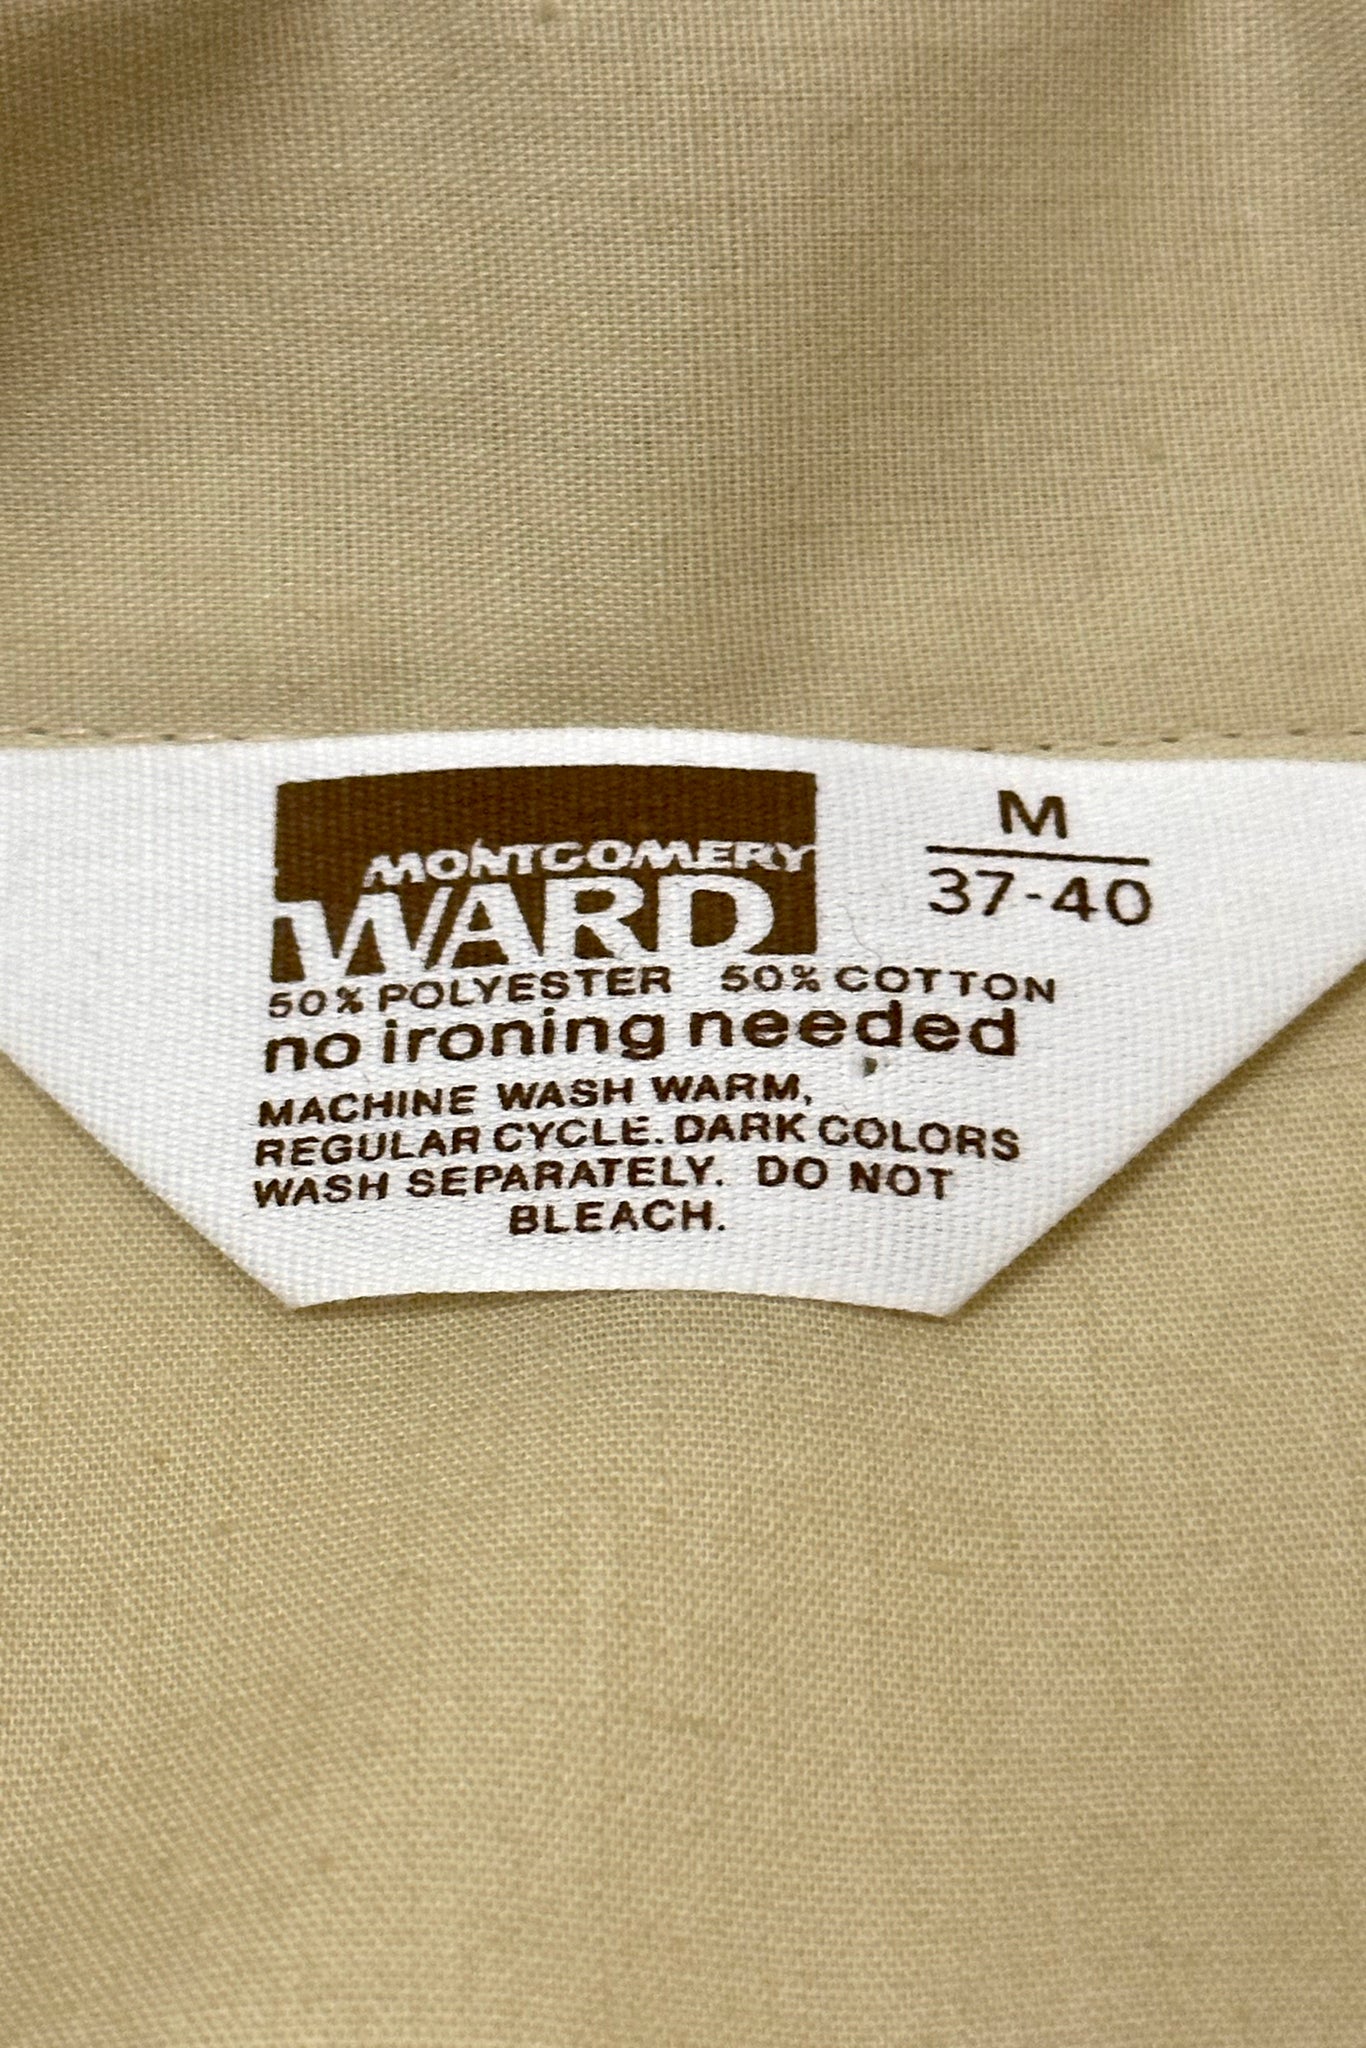 MONTGOMERY
WARD
M
37-40
50% POLYESTER 50% COTTON
no ironing needed
MACHINE WASH WARM,
REGULAR CYCLE. DARK COLORS
WASH SEPARATELY. DO NOT
BLEACH.